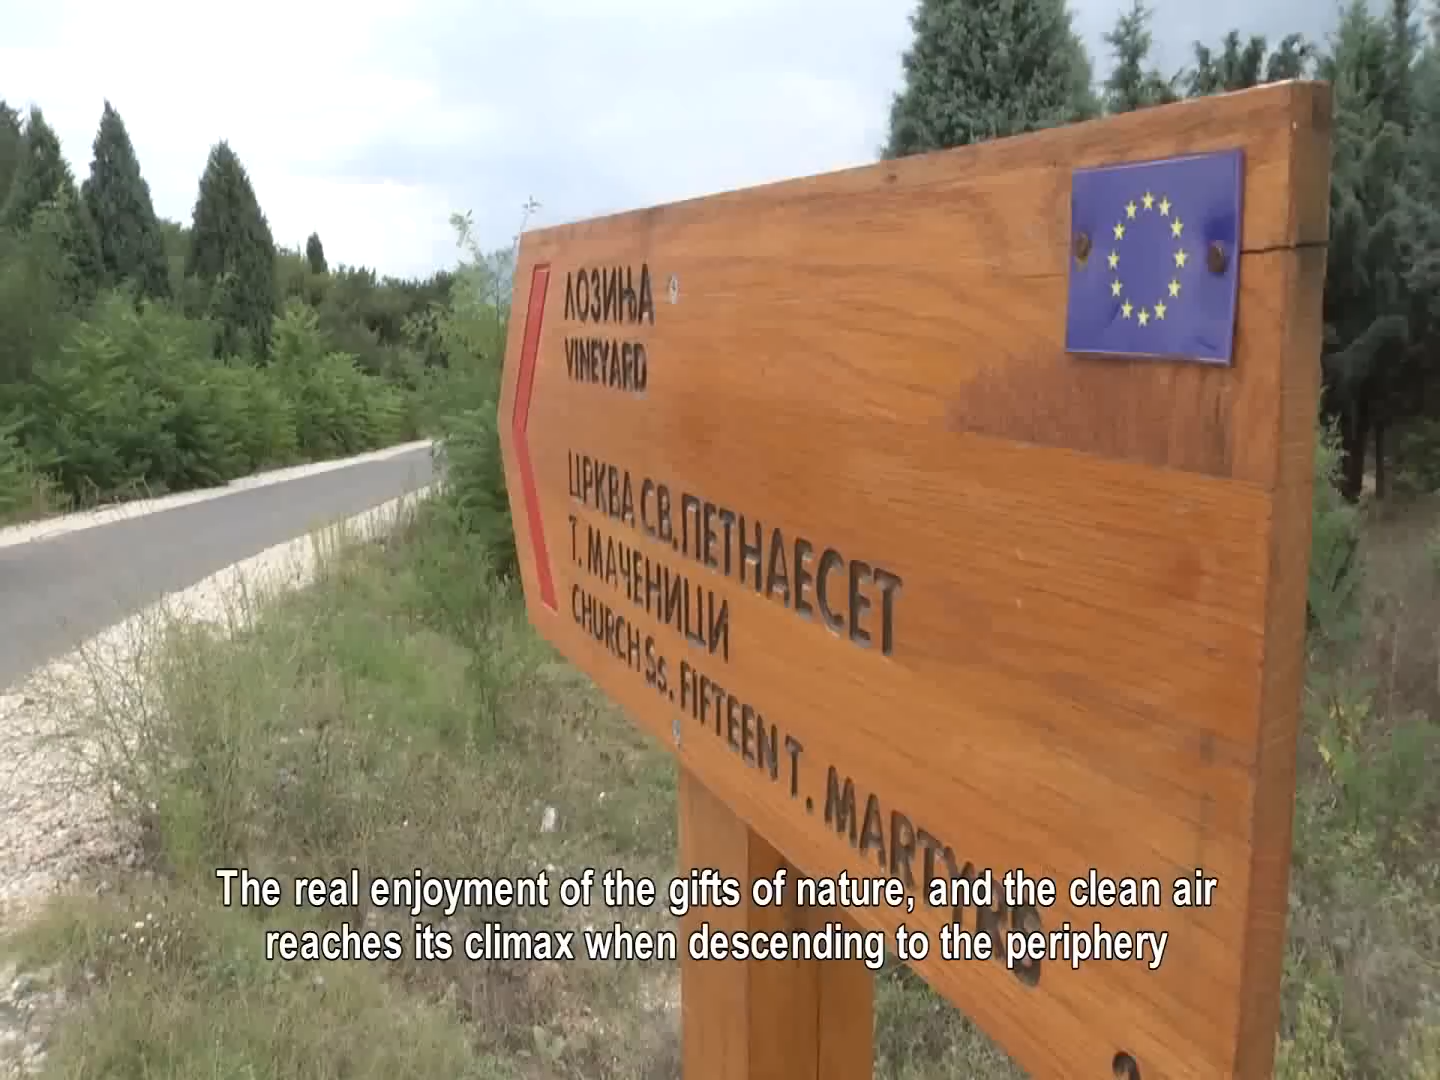 ЛОЗИЊА
VINEYARD
ЦРКВА СВ.ПЕТНАЕСЕТ
Т. МАЧЕНИЦИ
CHURCH Ss. FIFTEEN T. MARTYRS
The real enjoyment of the gifts of nature, and the clean air
reaches its climax when descending to the periphery